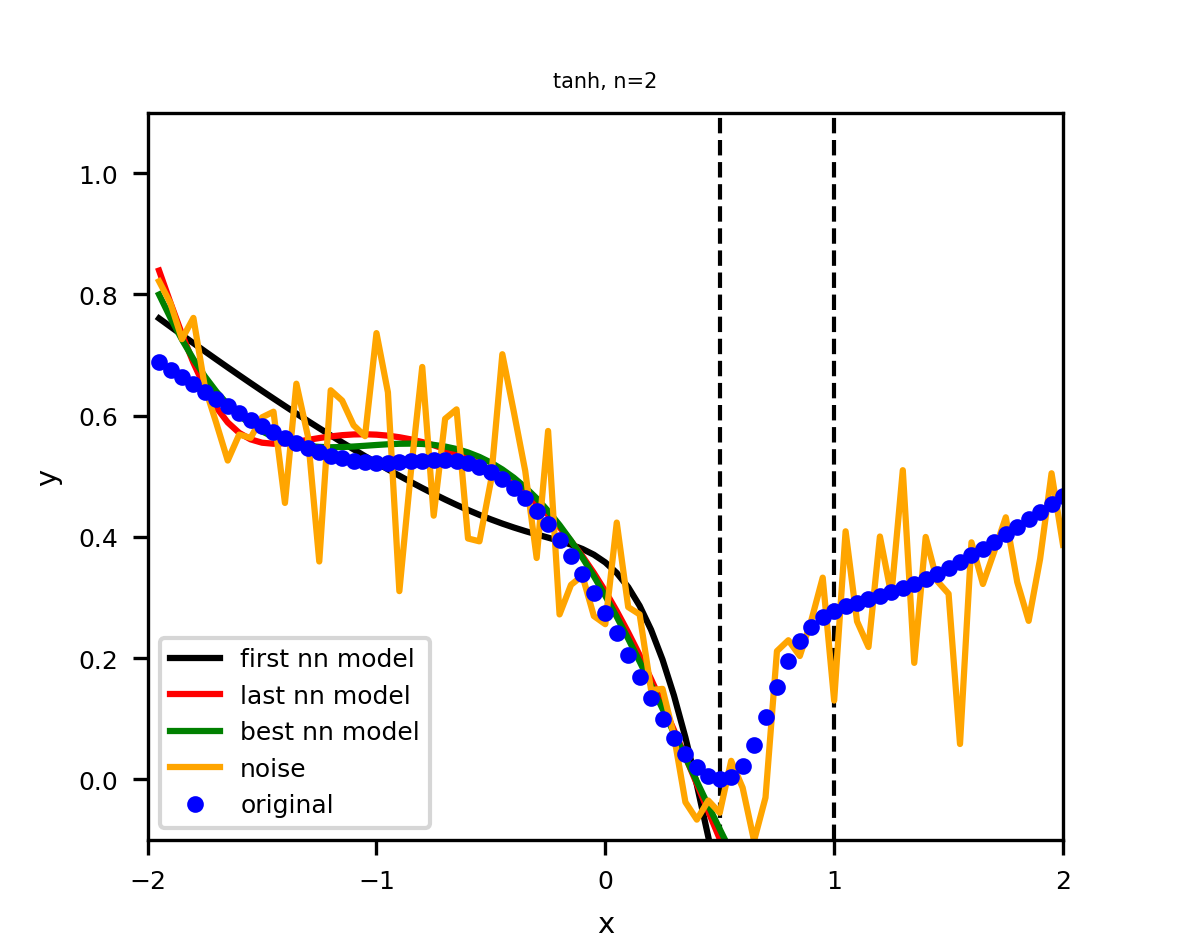 tanh, n=2
1.0
0.8
0.6
0.4
0.2
0.0
y
first nn model
last nn model
best nn model
noise
original
−2
−1
0
1
2
x